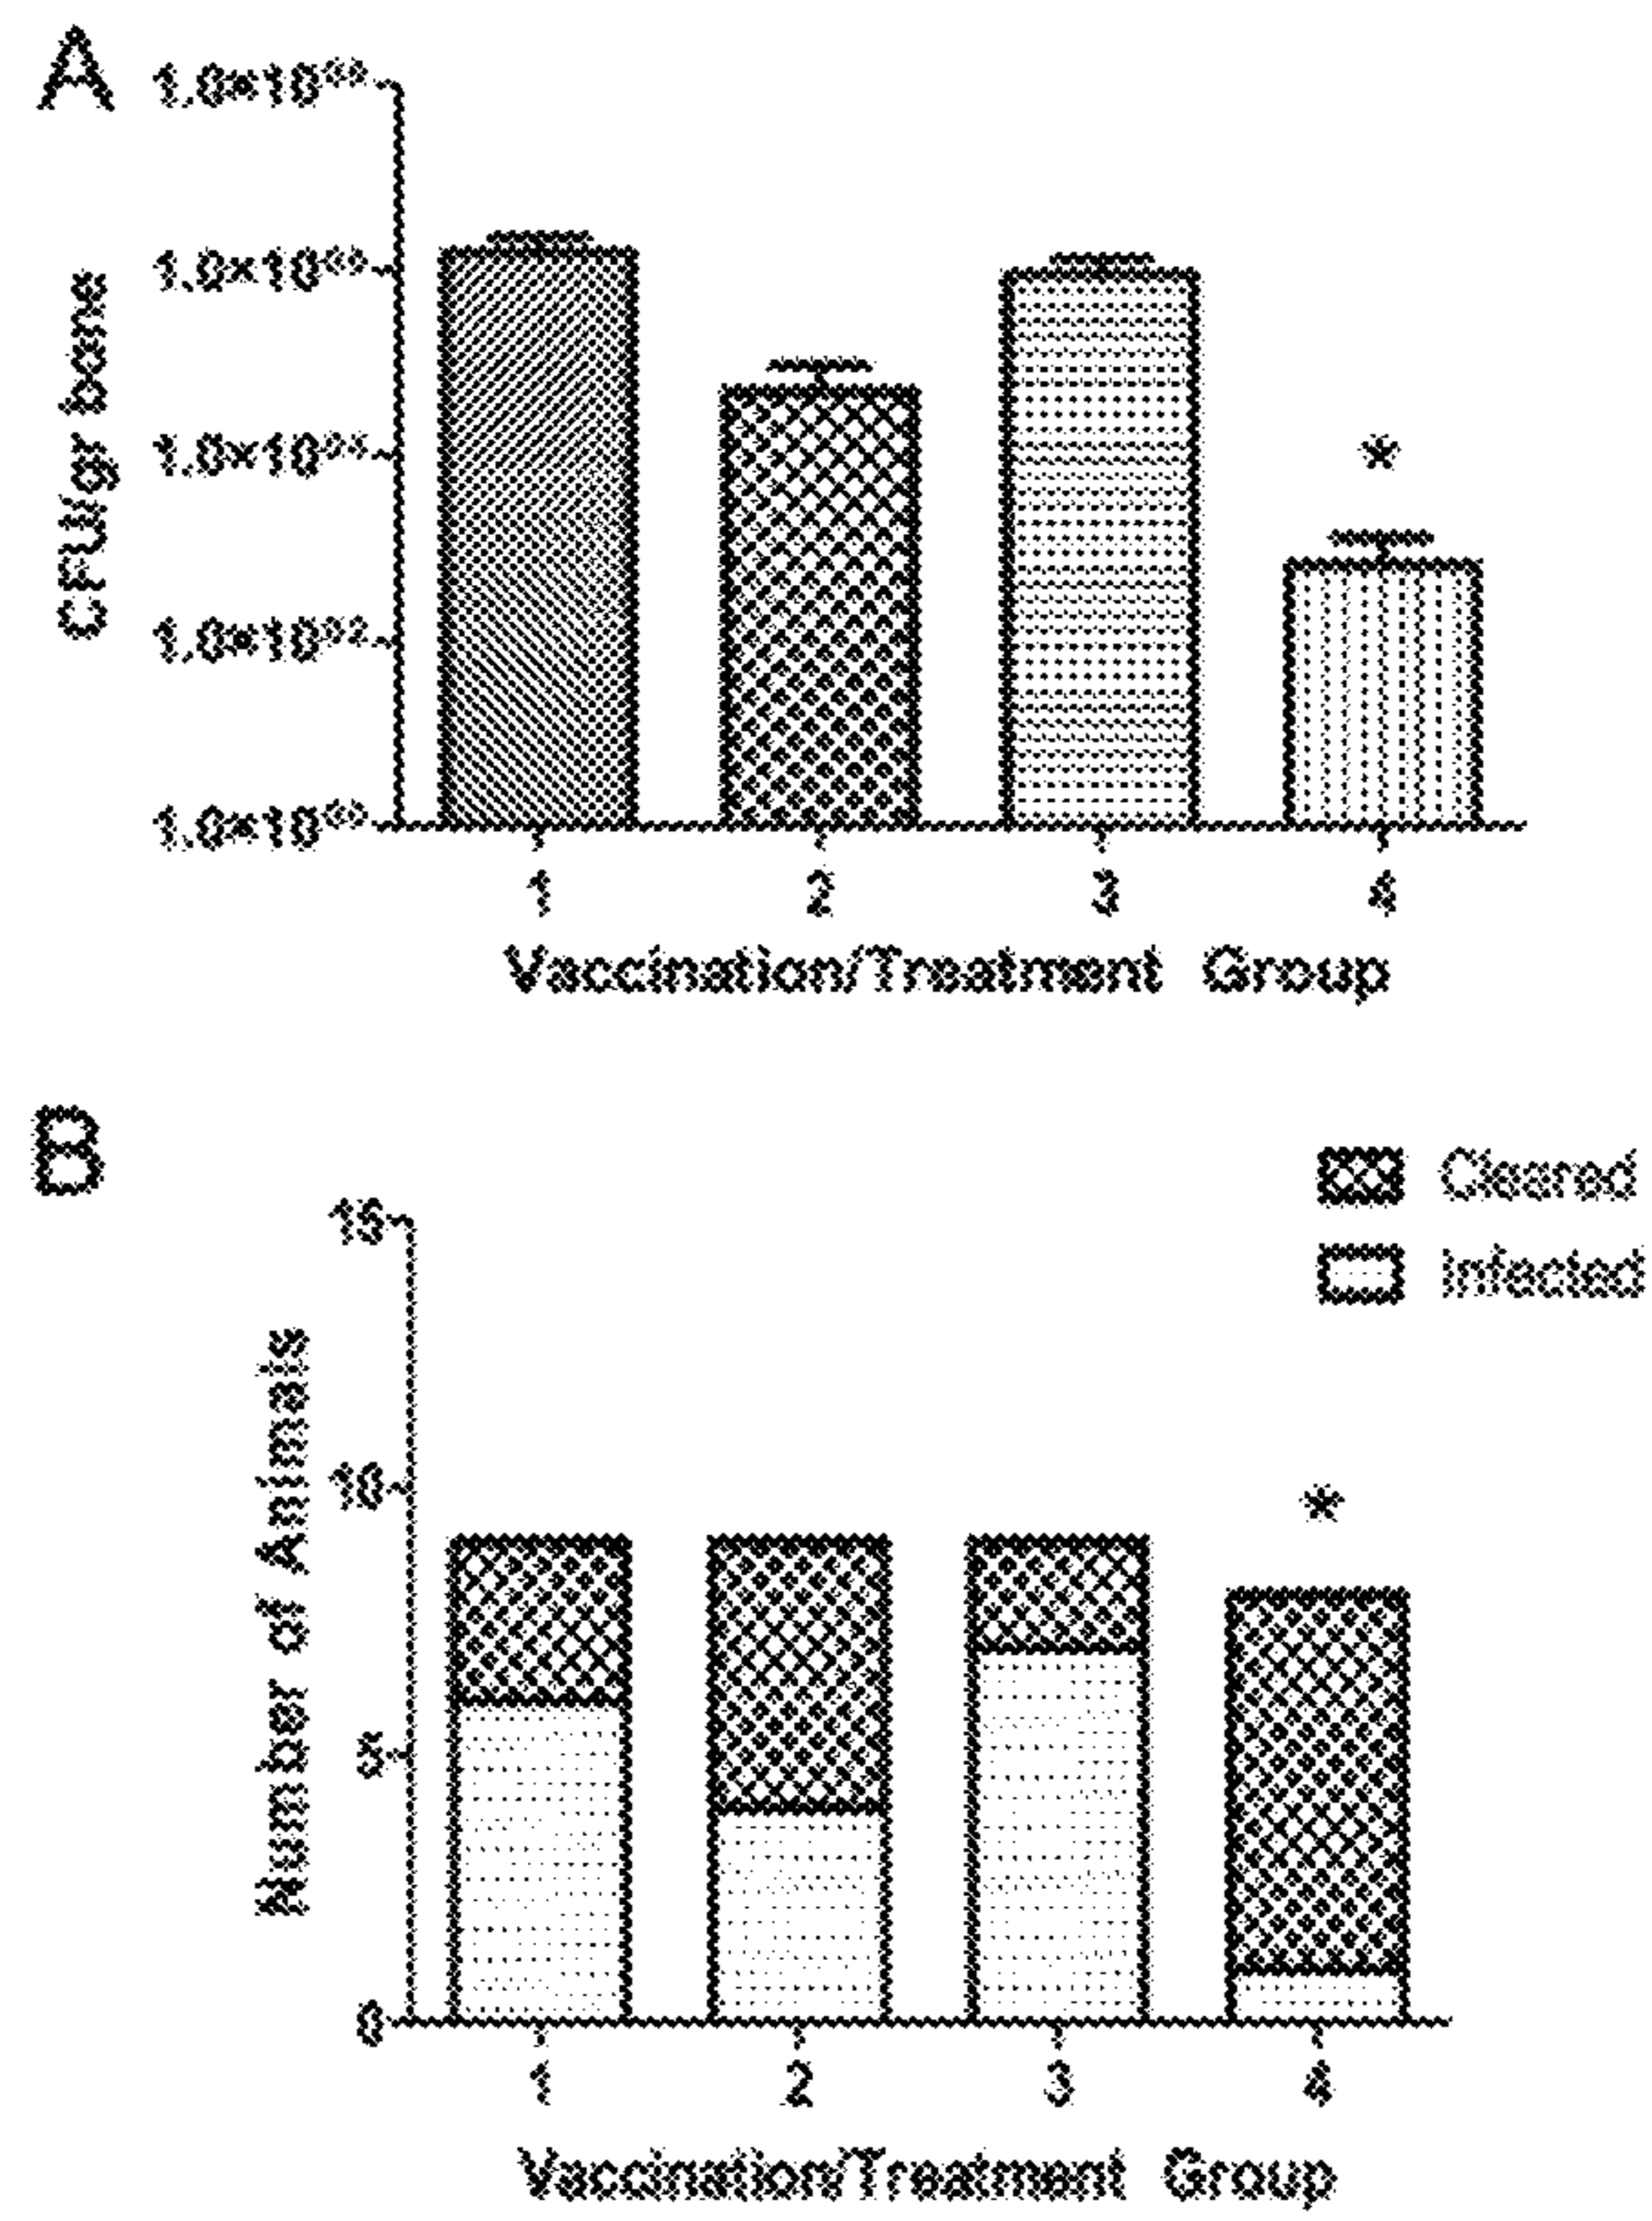 A
1.0×10⁰⁸
1.0×10⁰⁶
1.0×10⁰⁴
1.0×10⁰²
1.0×10⁰⁰
CFU/gr bone
1 2 3 4
Vaccination/Treatment Group
B
Cleared
Infected
15
10
5
0
Number of Animals
*
*
1 2 3 4
Vaccination/Treatment Group